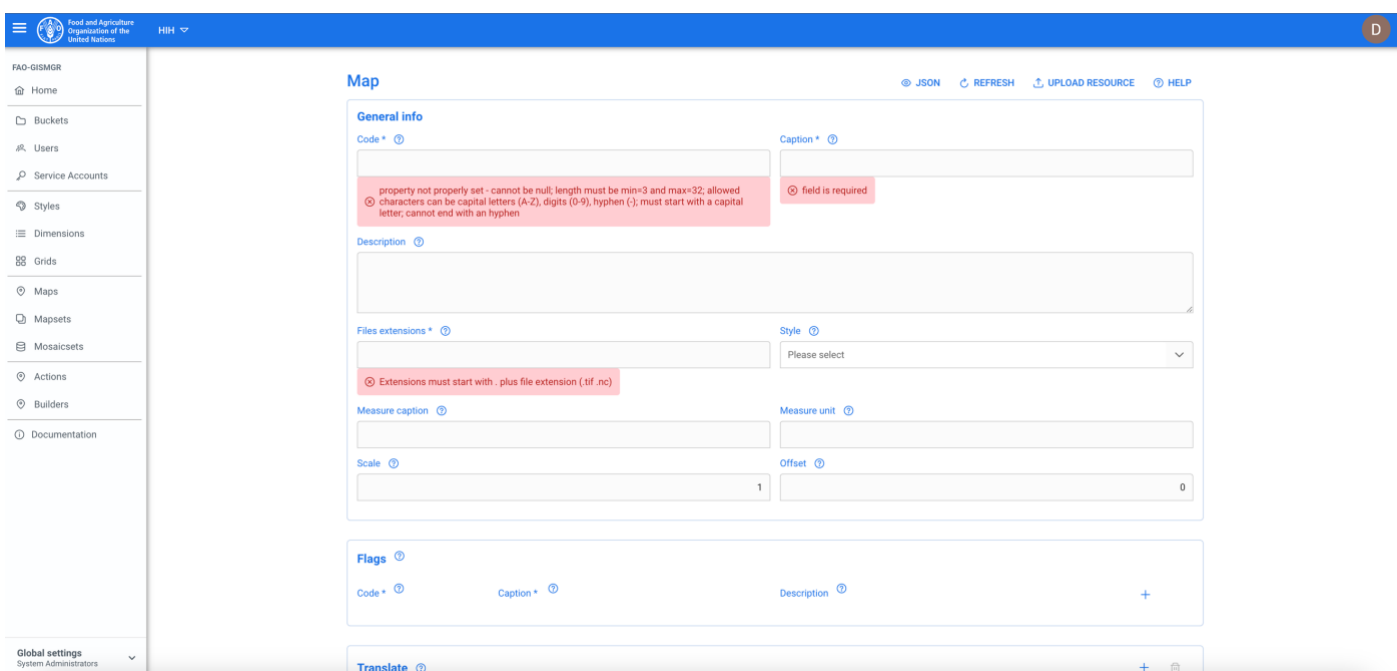 Food and Agriculture
Organization of the
United Nations
HIH
D
FAO-GISMGR
Home
Buckets
Users
Service Accounts
Styles
Dimensions
Grids
Maps
Mapsets
Mosaicsets
Actions
Builders
Documentation
Global settings
System Administrators
Map
JSON REFRESH UPLOAD RESOURCE HELP
General info
Code * Caption *
property not properly set - cannot be null; length must be min=3 and max=32; allowed
characters can be capital letters (A-Z), digits (0-9), hyphen (-); must start with a capital
letter; cannot end with an hyphen
field is required
Description
Files extensions * Style
Please select
Extensions must start with . plus file extension (.tif .nc)
Measure caption Measure unit
Scale Offset
1 0
Flags
Code * Caption * Description
Translate